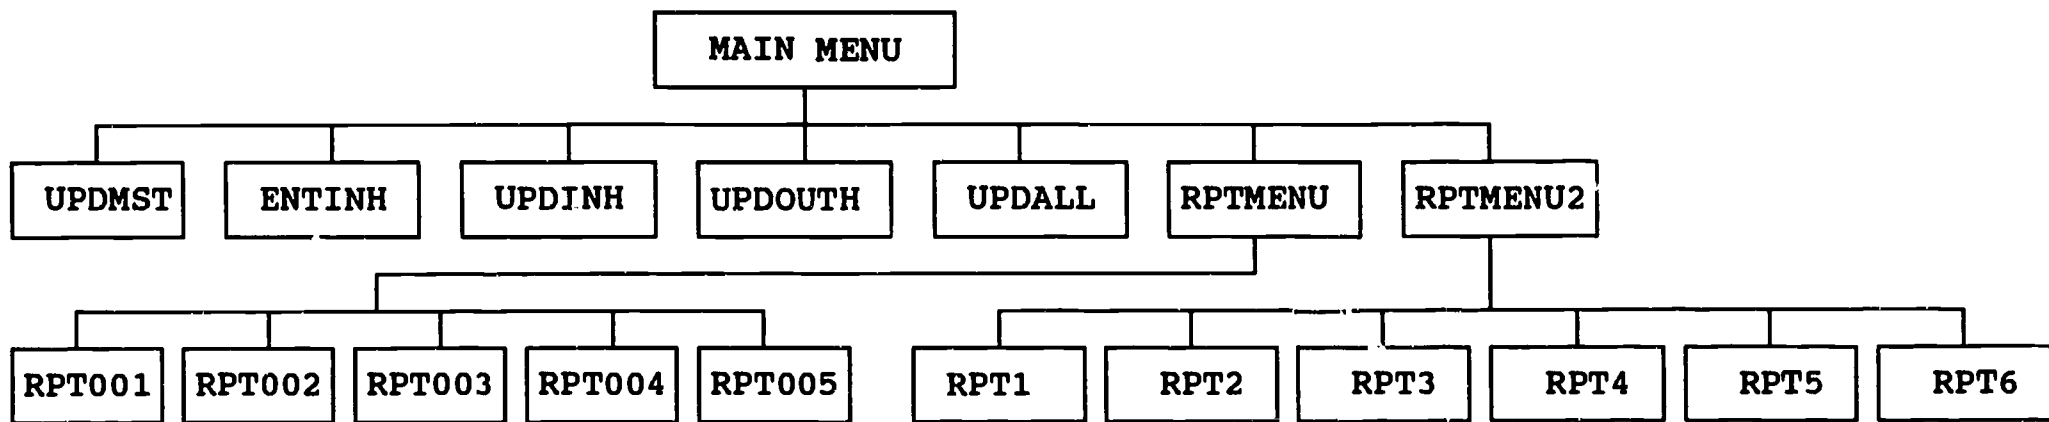 MAIN MENU
UPDMST ENTINH UPDINH UPDOUTH UPDALL RPTMENU RPTMENU2
RPT001 RPT002 RPT003 RPT004 RPT005 RPT1 RPT2 RPT3 RPT4 RPT5 RPT6